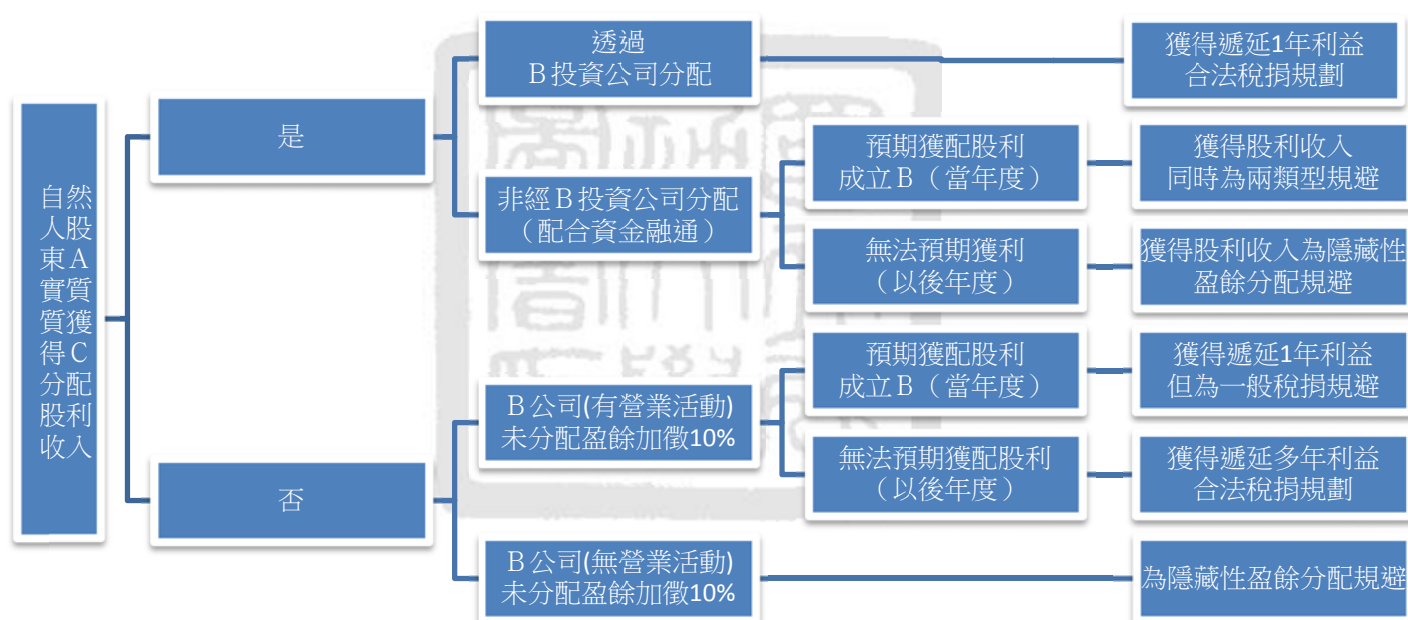 自然
人股
東A
實質
質獲
得C
分配
股利
收入
是
否
透過
B投資公司分配
獲得遞延1年利益
合法稅捐規劃
非經B投資公司分配
（配合資金融通）
預期獲配股利
成立B（當年度）
獲得股利收入
同時為兩類型規避
無法預期獲利
（以後年度）
獲得股利收入為隱藏性
盈餘分配規避
B公司(有營業活動)
未分配盈餘加徵10%
預期獲配股利
成立B（當年度）
獲得遞延1年利益
但為一般稅捐規避
無法預期獲配股利
（以後年度）
獲得遞延多年利益
合法稅捐規劃
B公司(無營業活動)
未分配盈餘加徵10%
為隱藏性盈餘分配規避